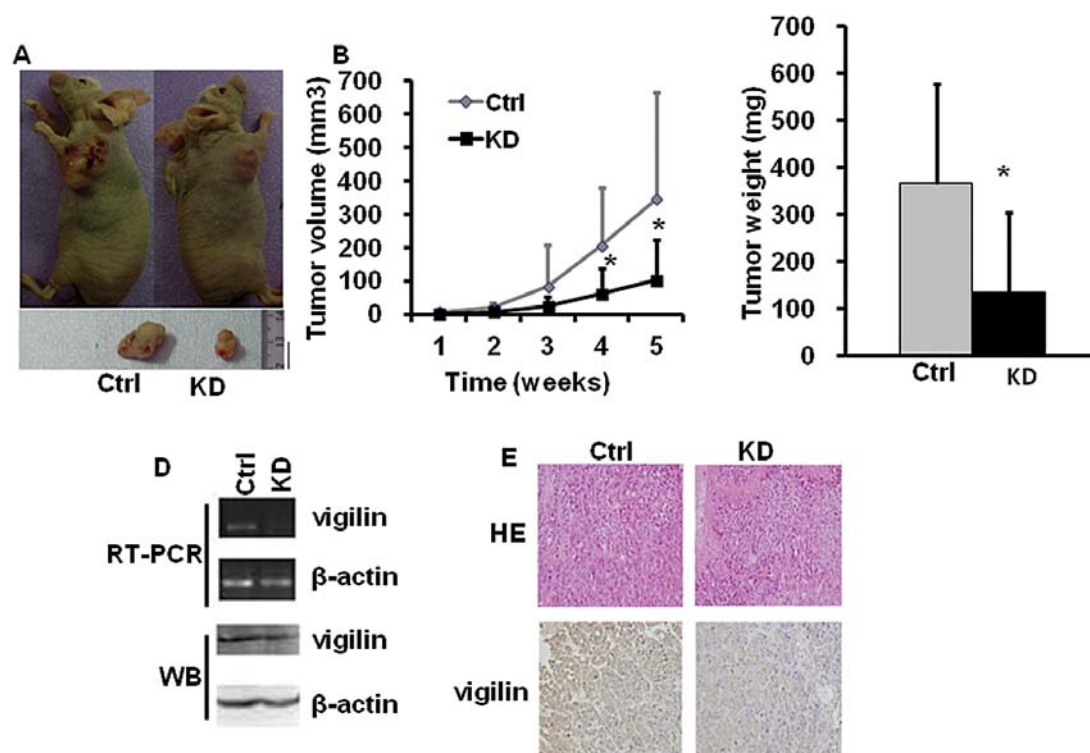 A
Ctrl
KD
B
Tumor volume (mm3)
700
600
500
400
300
200
100
0
Ctrl
KD
*
*
1 2 3 4 5
Time (weeks)
Tumor weight (mg)
700
600
500
400
300
200
100
0
*
Ctrl
KD
D
Ctrl
KD
RT-PCR
vigilin
β-actin
WB
vigilin
β-actin
E
Ctrl
KD
HE
vigilin